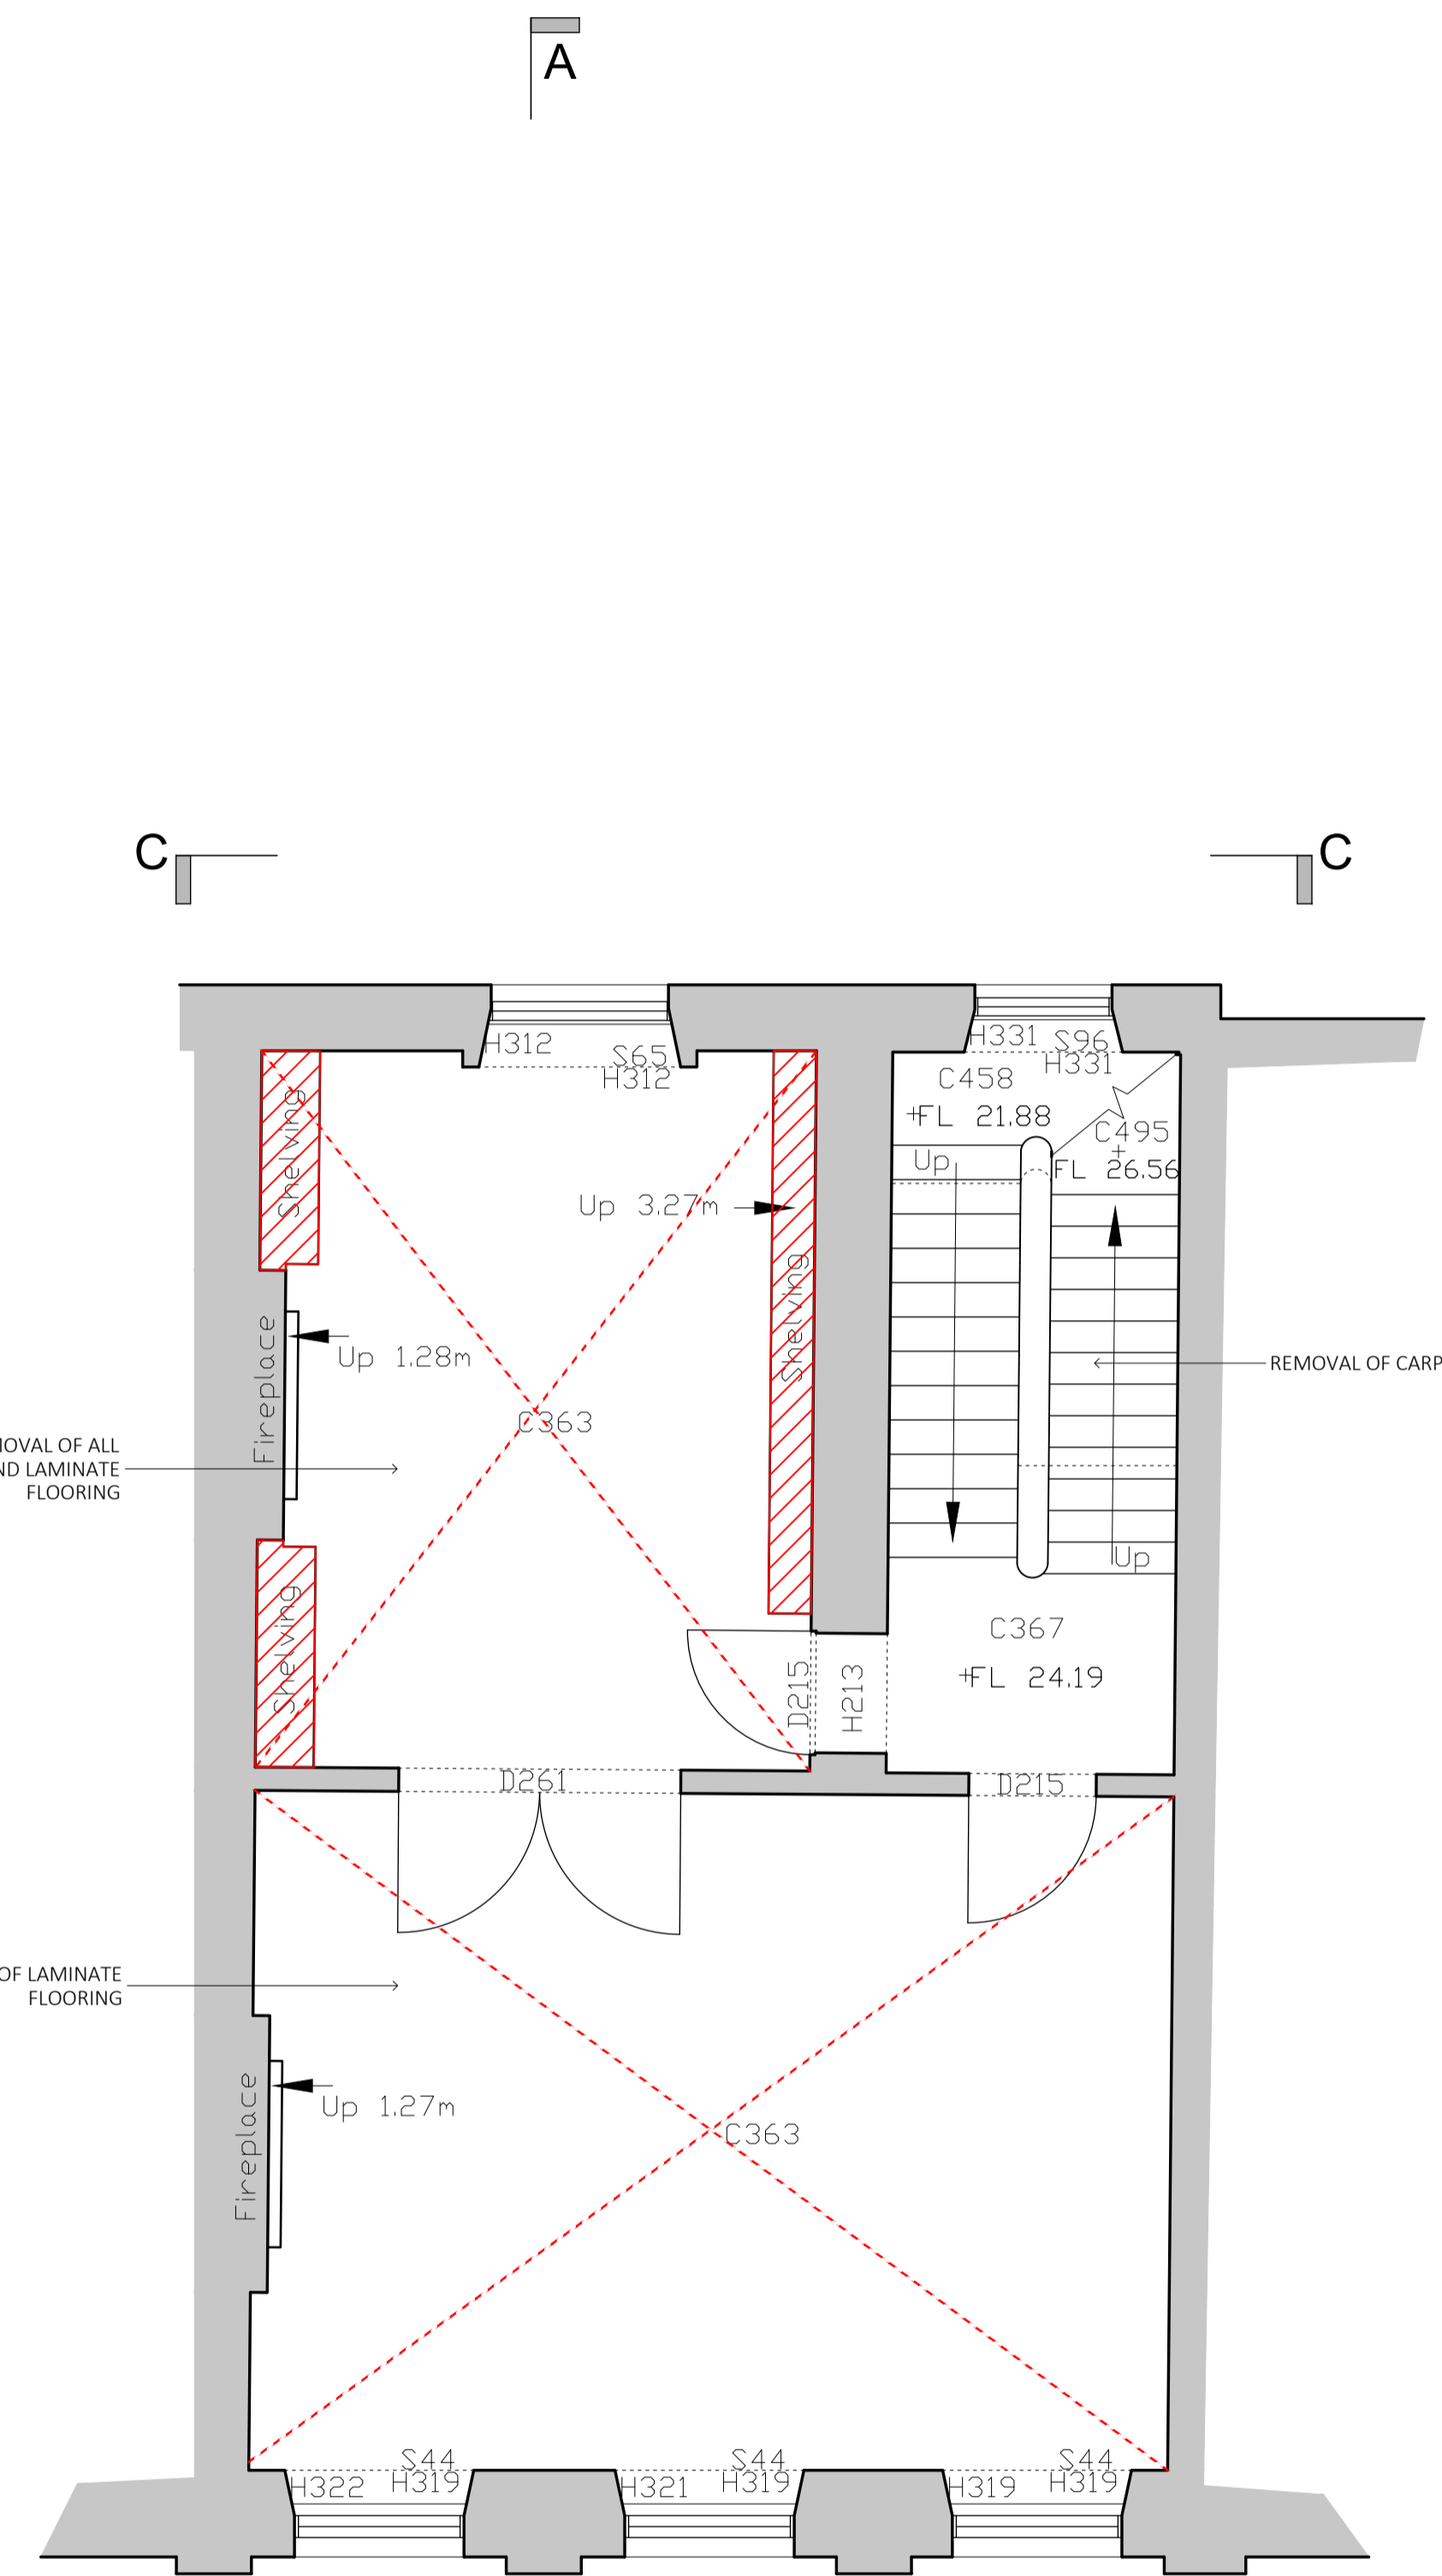 A
C
C
H312
S65
H312
H331
S96
H331
C458
+FL 21.88
C495
+
FL 26.56
Up
Shelving
Up 3.27m
Shelving
Fireplace
Up 1.28m
REMOVAL OF CARP
C363
MOVAL OF ALL
ND LAMINATE
FLOORING
Up
Shelving
C367
+FL 24.19
D215
H213
D261
D215
OF LAMINATE
FLOORING
Fireplace
Up 1.27m
C363
S44
H319
H322
S44
H319
H321
S44
H319
H319